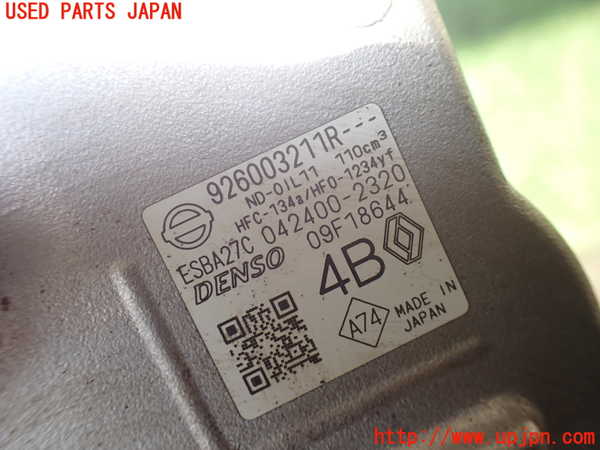 USED PARTS JAPAN
926003211R---
ND-OIL11 110cm³
HFC-134a/HFO-1234yf
ESBA27C 042400-2320
DENSO 09F18644
4B
A74
MADE IN
JAPAN
http://www.upjpn.com/